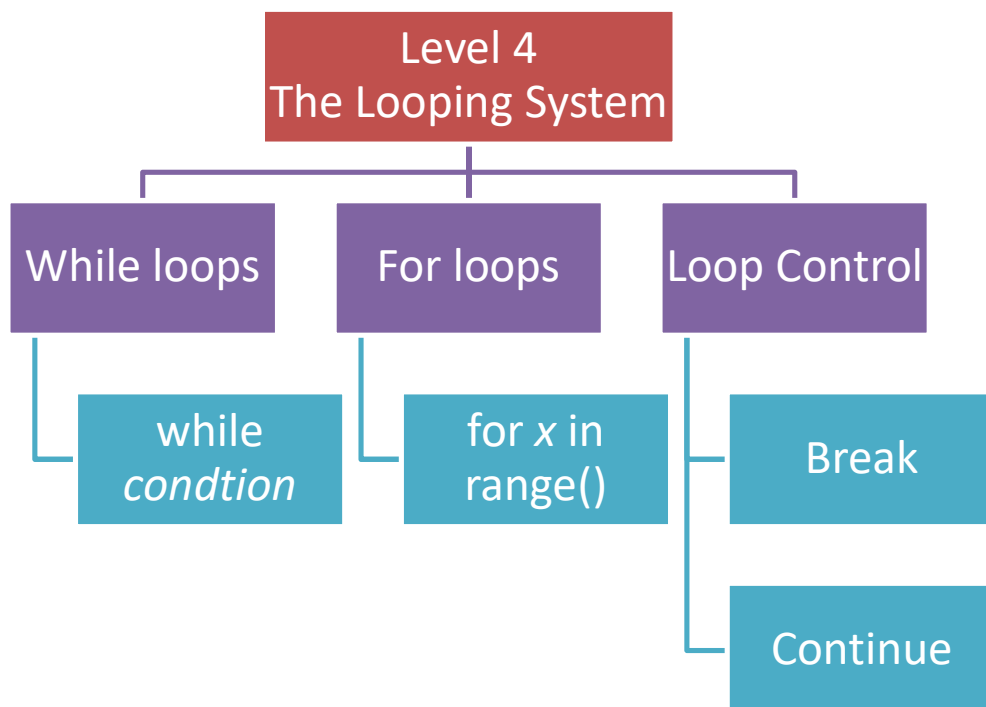 Level 4
The Looping System
While loops
For loops
Loop Control
while
condtion
for x in
range()
Break
Continue